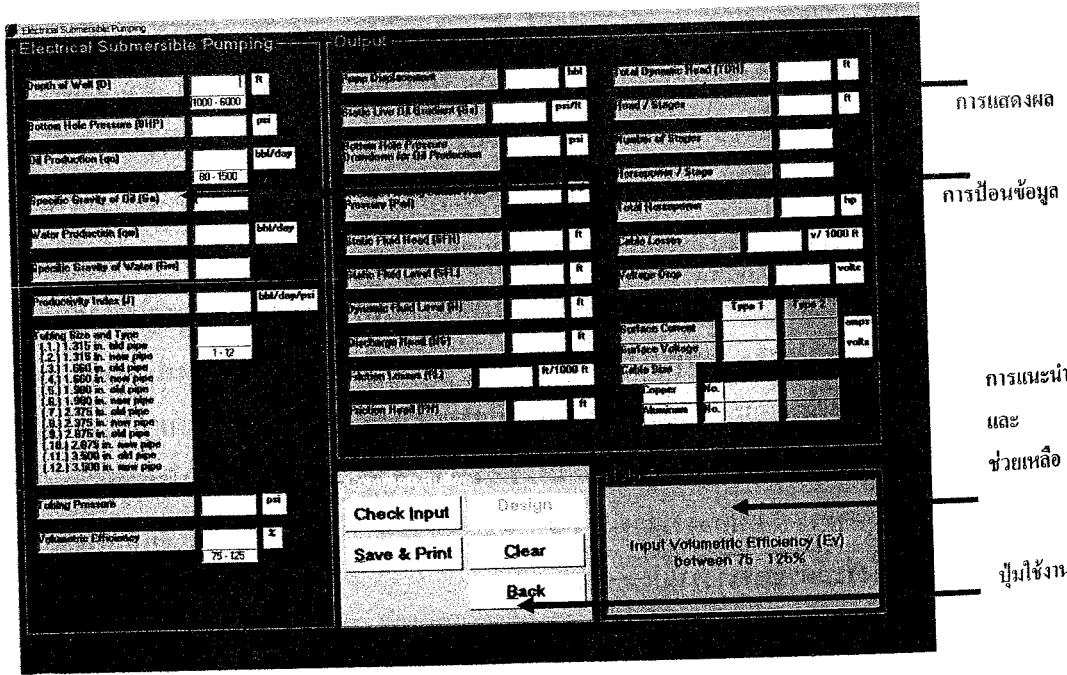 Electrical Submersible Pumping
Electrical Submersible Pumping
Depth of Well (D)
ft
1000 - 6000
Bottom Hole Pressure (BHP)
psi
Oil Production (qo)
bbl/day
80 - 1500
Specific Gravity of Oil (Go)
Water Production (qw)
bbl/day
Specific Gravity of Water (Gw)
Productivity Index (J)
bbl/day/psi
Tubing Size and Type
( 1 ) 1.315 in. old pipe
( 2 ) 1.315 in. new pipe
( 3 ) 1.660 in. old pipe
( 4 ) 1.660 in. new pipe
( 5 ) 1.900 in. old pipe
( 6 ) 1.900 in. new pipe
( 7 ) 2.375 in. old pipe
( 8 ) 2.375 in. new pipe
( 9 ) 2.875 in. old pipe
( 10 ) 2.875 in. new pipe
( 11 ) 3.500 in. old pipe
( 12 ) 3.500 in. new pipe
1 - 12
Tubing Pressure
psi
Volumetric Efficiency
%
75 - 125
Output
Pump Displacement
bbl
Static Live Oil Gradient (Gs)
psi/ft
Bottom Hole Pressure
Drawdown for Oil Production
psi
Pressure (Pwf)
Static Fluid Head (SFH)
ft
Static Fluid Level (SFL)
ft
Dynamic Fluid Level (H)
ft
Discharge Head
ft
Friction Losses (FL)
ft/1000 ft
Friction Head (FH)
ft
Total Dynamic Head (TDH)
ft
Head / Stages
ft
Number of Stages
Horsepower / Stage
Total Horsepower
hp
Cable Losses
v/ 1000 ft
Voltage Drop
volts
Type 1
Type 2
Surface Current
amps
Surface Voltage
volts
Cable Size
Copper
No.
Aluminum
No.
Check Input
Design
Save & Print
Clear
Back
Input Volumetric Efficiency (Ev)
between 75 - 125%
การแสดงผล
การป้อนข้อมูล
การแนะนำ
และ
ช่วยเหลือ
ปุ่มใช้งาน